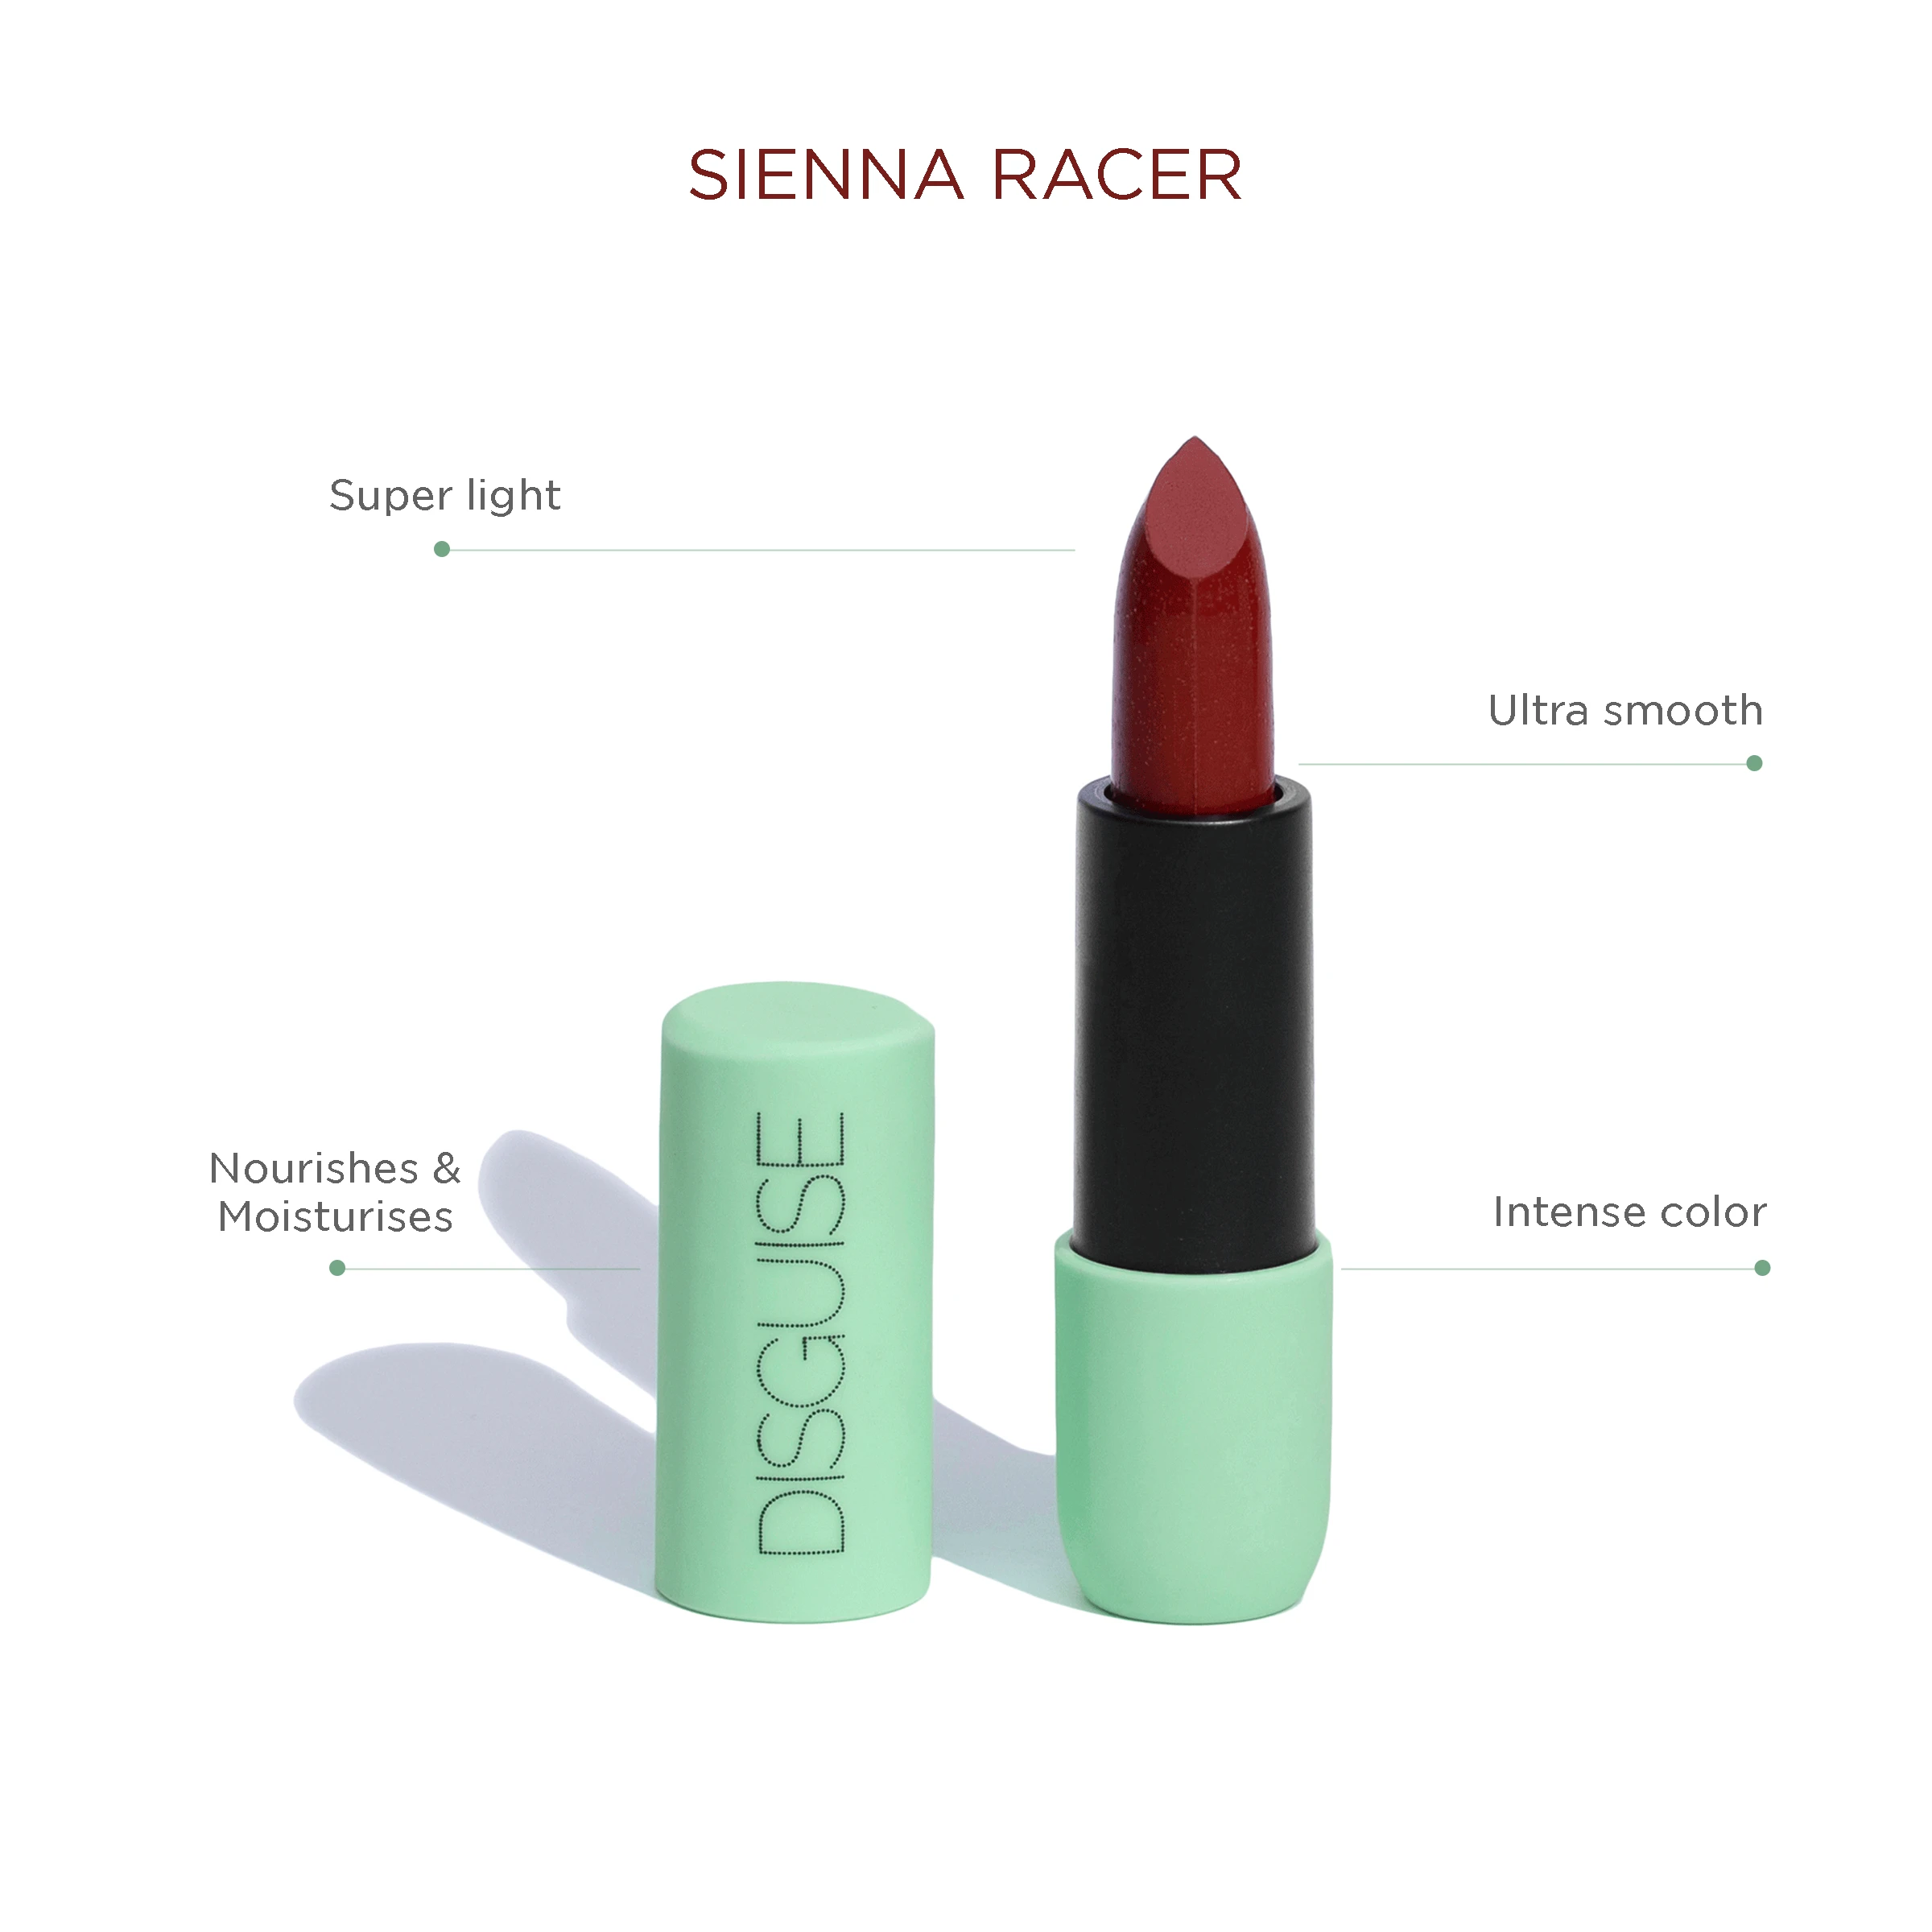 SIENNA RACER
Super light
Ultra smooth
Nourishes &
Moisturises
Intense color
DISGUISE